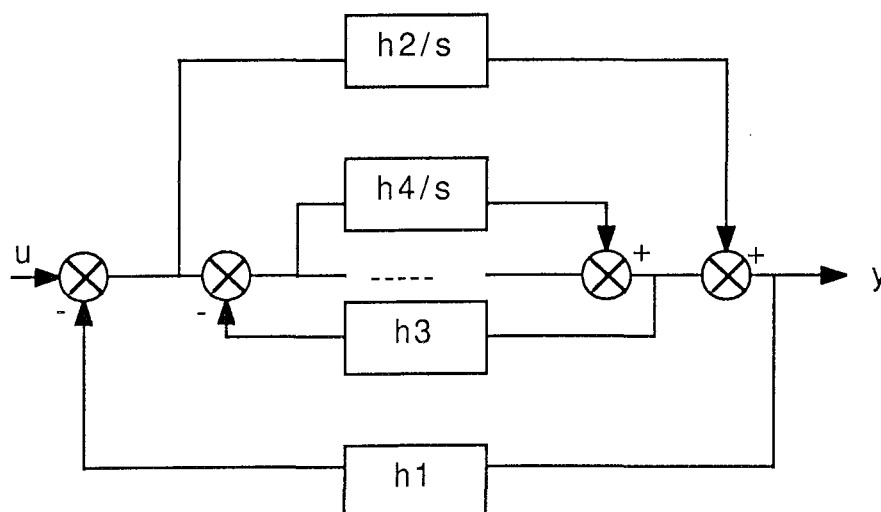 h2/s
h4/s
u
+
+
-----
y
-
-
h3
h1